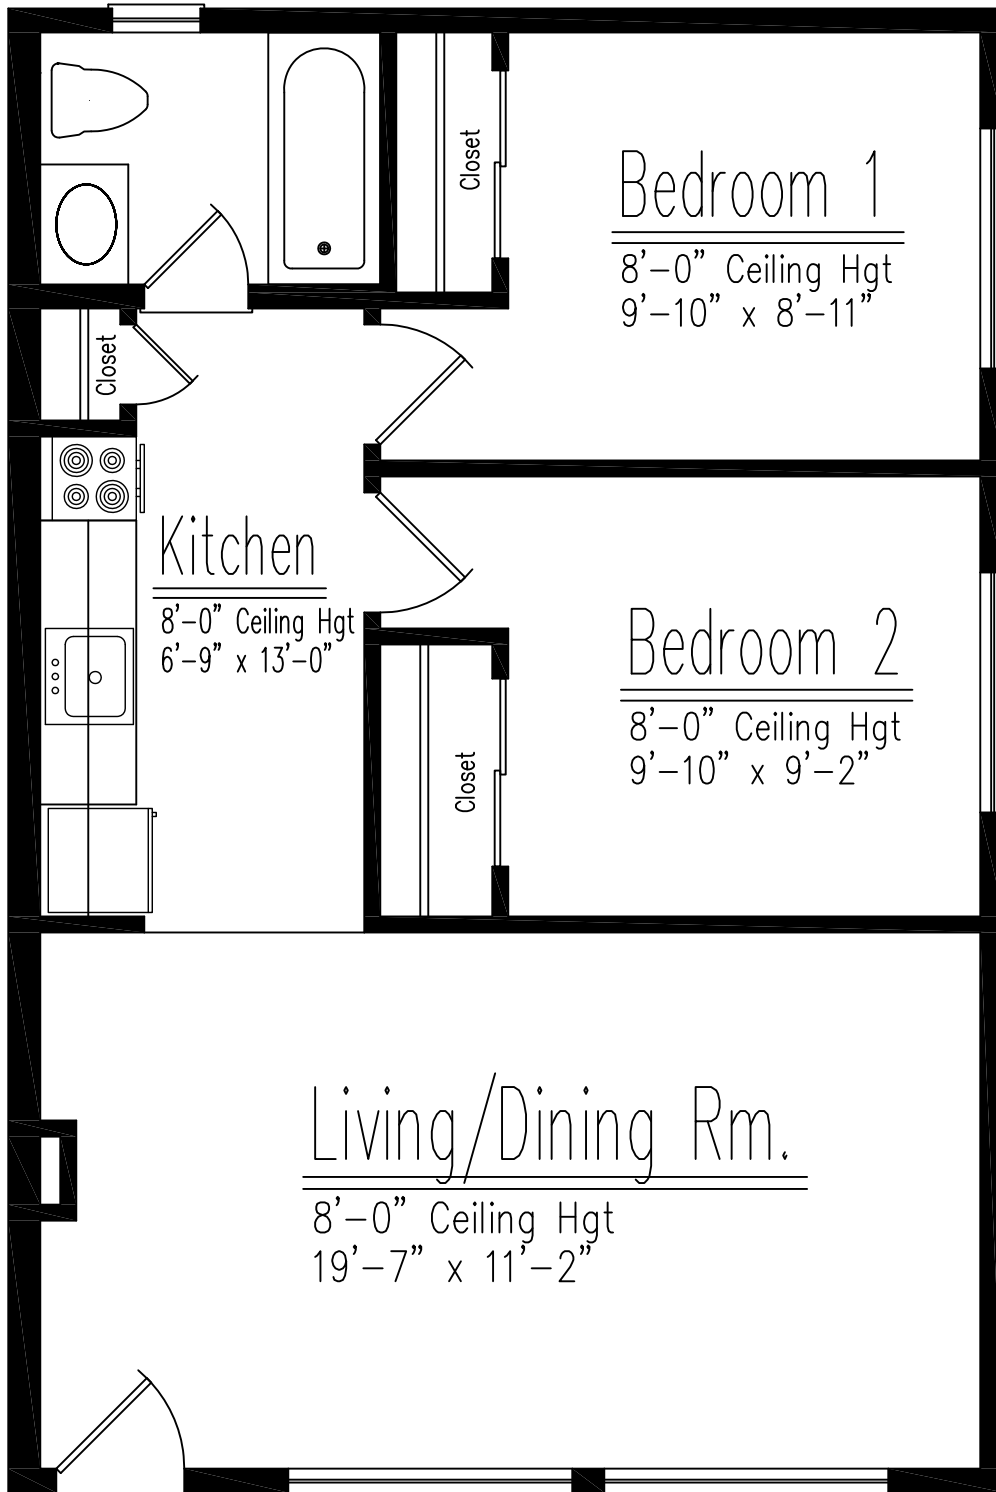 Closet
Bedroom 1
8'-0" Ceiling Hgt
9'-10" x 8'-11"
Closet
Kitchen
8'-0" Ceiling Hgt
6'-9" x 13'-0"
Bedroom 2
8'-0" Ceiling Hgt
9'-10" x 9'-2"
Closet
Living/Dining Rm.
8'-0" Ceiling Hgt
19'-7" x 11'-2"